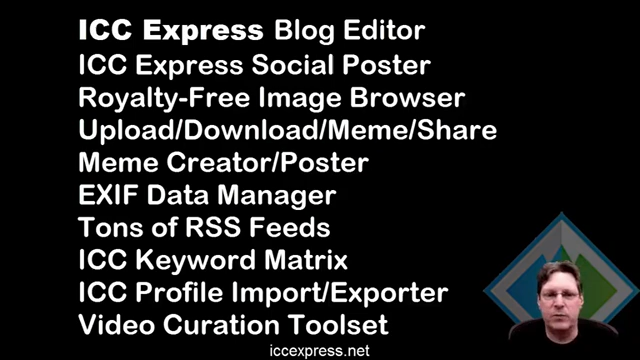 ICC Express Blog Editor
ICC Express Social Poster
Royalty-Free Image Browser
Upload/Download/Meme/Share
Meme Creator/Poster
EXIF Data Manager
Tons of RSS Feeds
ICC Keyword Matrix
ICC Profile Import/Exporter
Video Curation Toolset
iccexpress.net